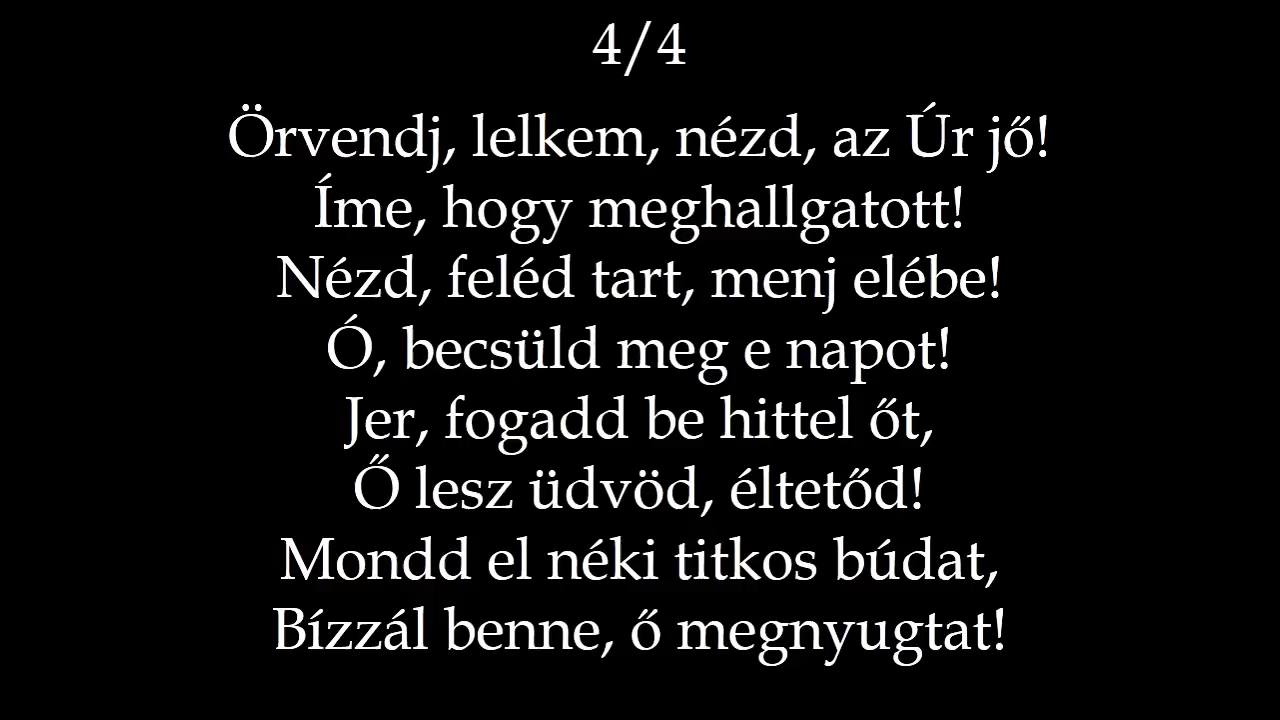 4/4
Örvendj, lelkem, nézd, az Úr jő!
Íme, hogy meghallgatott!
Nézd, feléd tart, menj elébe!
Ó, becsüld meg e napot!
Jer, fogadd be hittel őt,
Ő lesz üdvöd, éltetőd!
Mondd el néki titkos búdat,
Bízzál benne, ő megnyugtat!